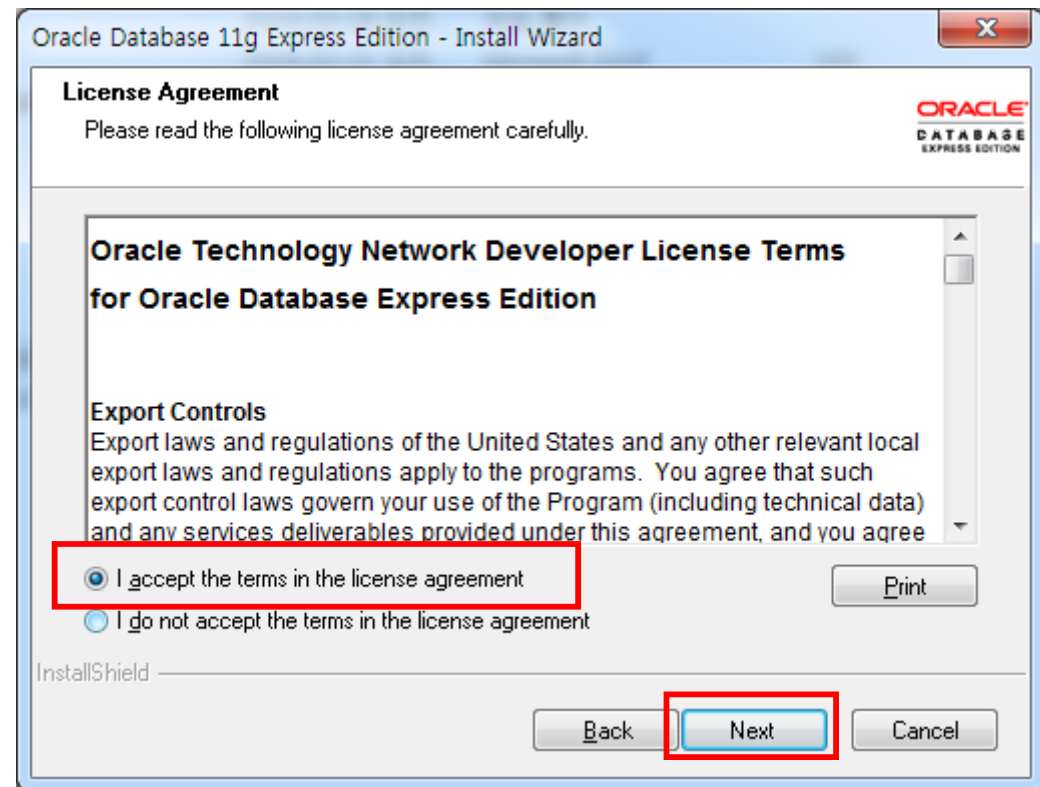 Oracle Database 11g Express Edition - Install Wizard
License Agreement
Please read the following license agreement carefully.
ORACLE
DATABASE
EXPRESS EDITION
Oracle Technology Network Developer License Terms
for Oracle Database Express Edition
Export Controls
Export laws and regulations of the United States and any other relevant local
export laws and regulations apply to the programs.  You agree that such
export control laws govern your use of the Program (including technical data)
and any services deliverables provided under this agreement, and you agree
I accept the terms in the license agreement
Print
I do not accept the terms in the license agreement
InstallShield
Back
Next
Cancel